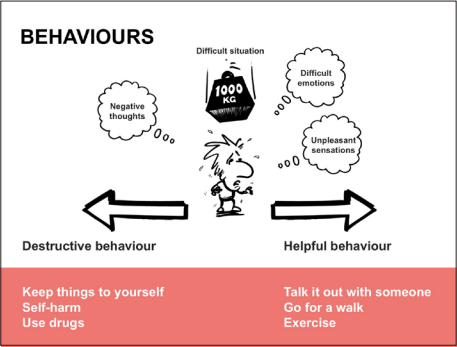 BEHAVIOURS
Difficult situation
1000
KG
Difficult
emotions
Negative
thoughts
Unpleasant
sensations
Destructive behaviour
Helpful behaviour
Keep things to yourself
Self-harm
Use drugs
Talk it out with someone
Go for a walk
Exercise